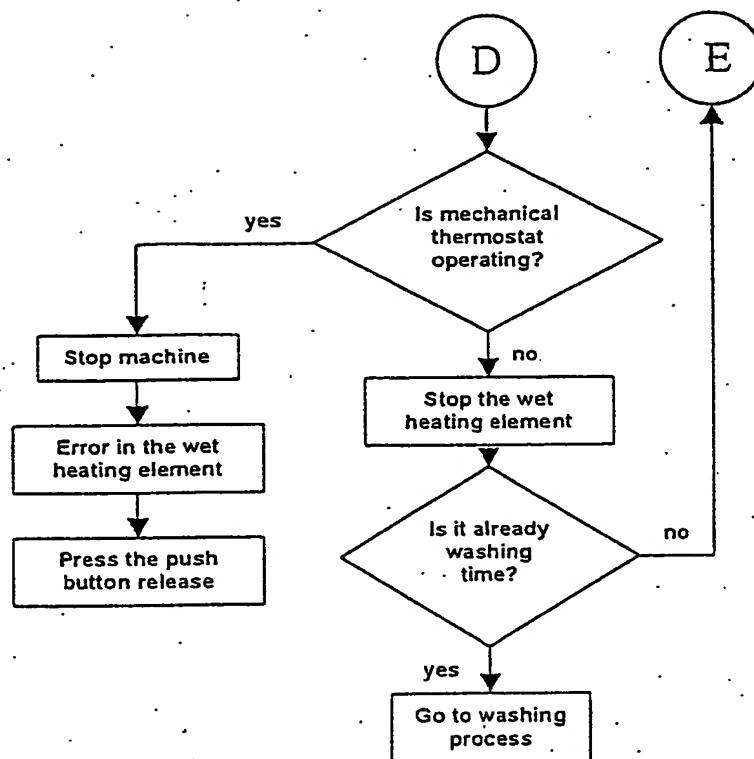 D
E
Is mechanical
thermostat
operating?
yes
no
Stop machine
Stop the wet
heating element
Error in the wet
heating element
Is it already
washing
time?
no
Press the push
button release
yes
Go to washing
process